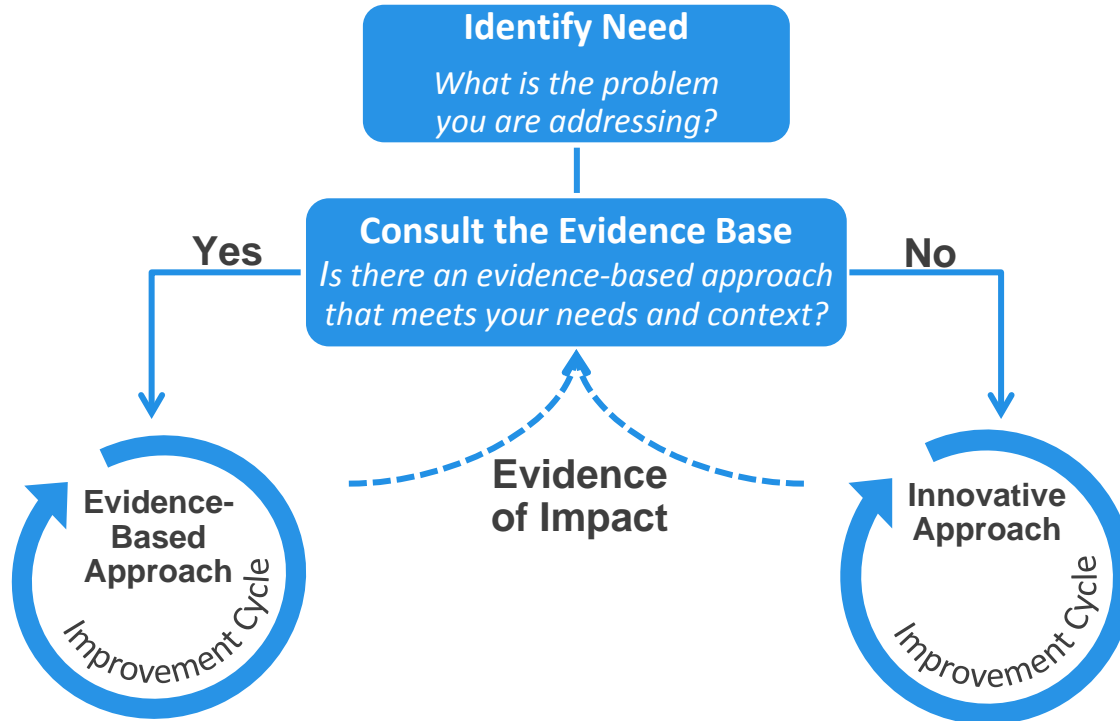 Identify Need
What is the problem
you are addressing?
Consult the Evidence Base
Is there an evidence-based approach
that meets your needs and context?
Yes
No
Evidence
of Impact
Evidence-
Based
Approach
Improvement Cycle
Innovative
Approach
Improvement Cycle